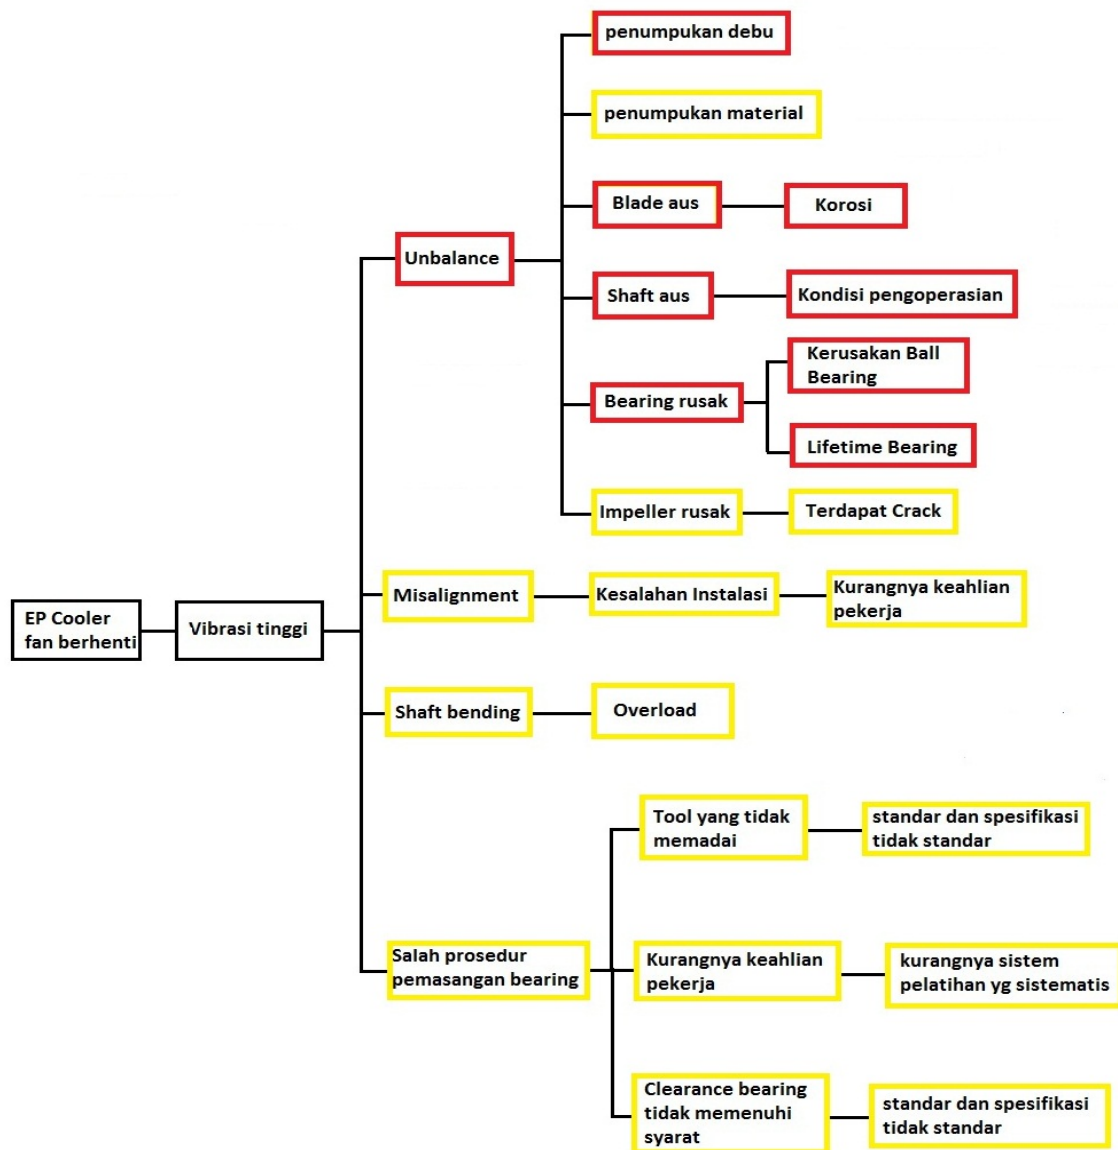 penumpukan debu
penumpukan material
Blade aus
Korosi
Unbalance
Shaft aus
Kondisi pengoperasian
Kerusakan Ball
Bearing
Bearing rusak
Lifetime Bearing
Impeller rusak
Terdapat Crack
EP Cooler
fan berhenti
Vibrasi tinggi
Misalignment
Kesalahan Instalasi
Kurangnya keahlian
pekerja
Shaft bending
Overload
Tool yang tidak
memadai
standar dan spesifikasi
tidak standar
Salah prosedur
pemasangan bearing
Kurangnya keahlian
pekerja
kurangnya sistem
pelatihan yg sistematis
Clearance bearing
tidak memenuhi
syarat
standar dan spesifikasi
tidak standar